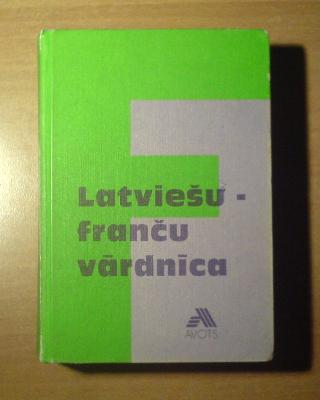 Latviešu -
franču
vārdnīca
AVOTS